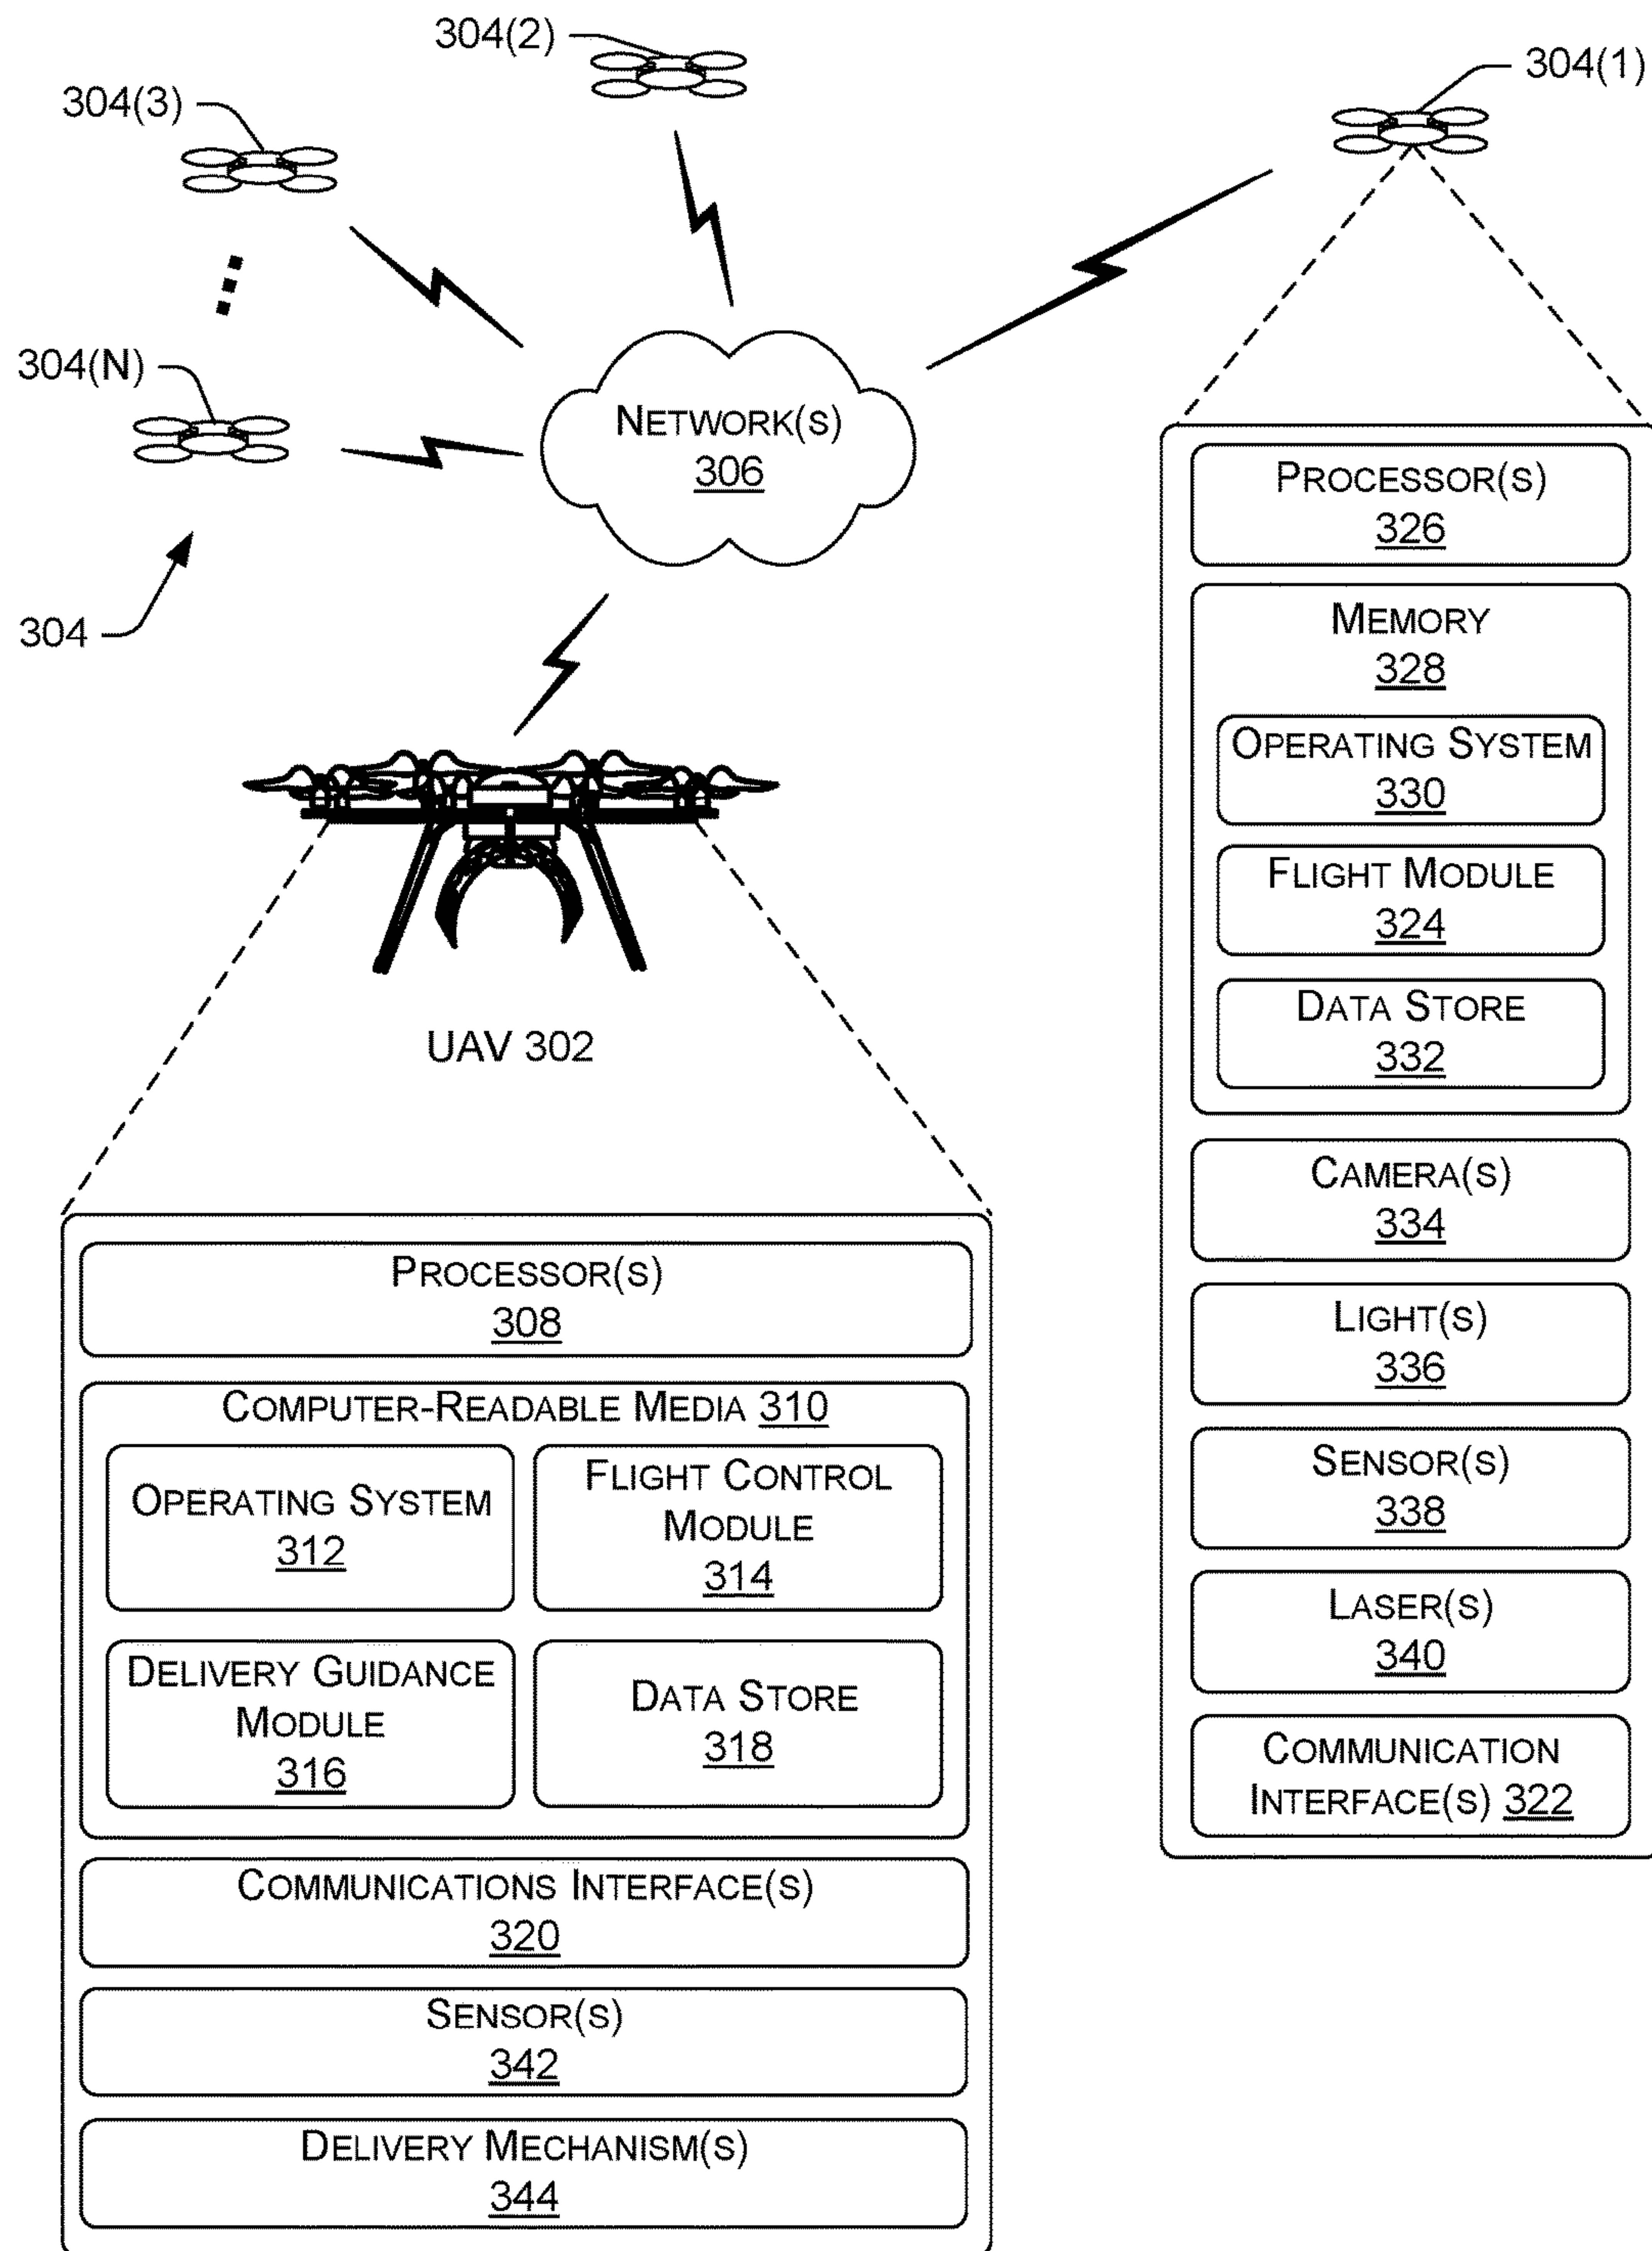 304(2)
304(1)
304(3)
304(N)
NETWORK(S)
306
304
UAV 302
PROCESSOR(S)
326
MEMORY
328
OPERATING SYSTEM
330
FLIGHT MODULE
324
DATA STORE
332
CAMERA(S)
334
LIGHT(S)
336
SENSOR(S)
338
LASER(S)
340
COMMUNICATION
INTERFACE(S) 322
PROCESSOR(S)
308
COMPUTER-READABLE MEDIA 310
OPERATING SYSTEM
312
FLIGHT CONTROL
MODULE
314
DELIVERY GUIDANCE
MODULE
316
DATA STORE
318
COMMUNICATIONS INTERFACE(S)
320
SENSOR(S)
342
DELIVERY MECHANISM(S)
344